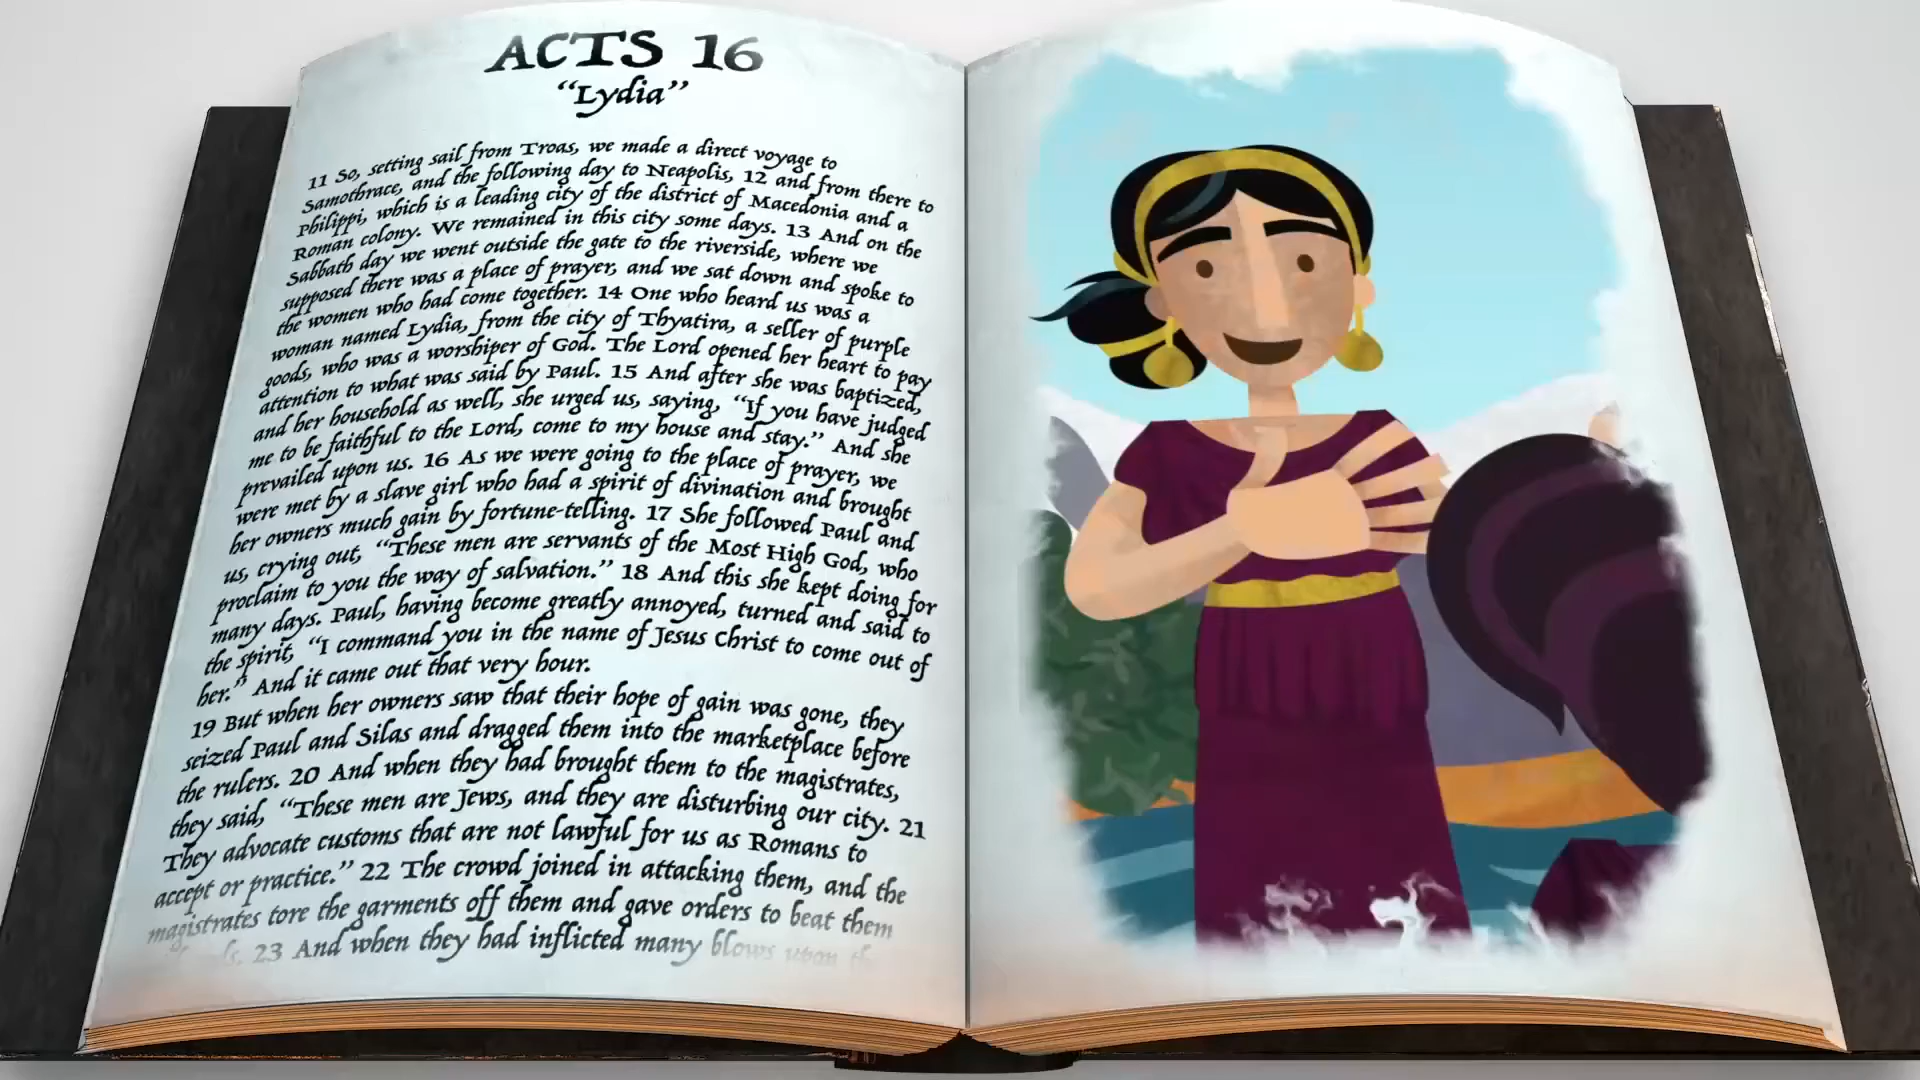 ACTS 16
“Lydia”
11 So, setting sail from Troas, we made a direct voyage to
Samothrace, and the following day to Neapolis, 12 and from there to
Philippi, which is a leading city of the district of Macedonia and a
Roman colony. We remained in this city some days. 13 And on the
Sabbath day we went outside the gate to the riverside, where we
supposed there was a place of prayer, and we sat down and spoke to
the women who had come together. 14 One who heard us was a
woman named Lydia, from the city of Thyatira, a seller of purple
goods, who was a worshiper of God. The Lord opened her heart to pay
attention to what was said by Paul. 15 And after she was baptized,
and her household as well, she urged us, saying, “If you have judged
me to be faithful to the Lord, come to my house and stay.” And she
prevailed upon us. 16 As we were going to the place of prayer, we
were met by a slave girl who had a spirit of divination and brought
her owners much gain by fortune-telling. 17 She followed Paul and
us, crying out, “These men are servants of the Most High God, who
proclaim to you the way of salvation.” 18 And this she kept doing for
many days. Paul, having become greatly annoyed, turned and said to
the spirit, “I command you in the name of Jesus Christ to come out of
her.” And it came out that very hour.
19 But when her owners saw that their hope of gain was gone, they
seized Paul and Silas and dragged them into the marketplace before
the rulers. 20 And when they had brought them to the magistrates,
they said, “These men are Jews, and they are disturbing our city. 21
They advocate customs that are not lawful for us as Romans to
accept or practice.” 22 The crowd joined in attacking them, and the
magistrates tore the garments off them and gave orders to beat them
23 And when they had inflicted many blows upon